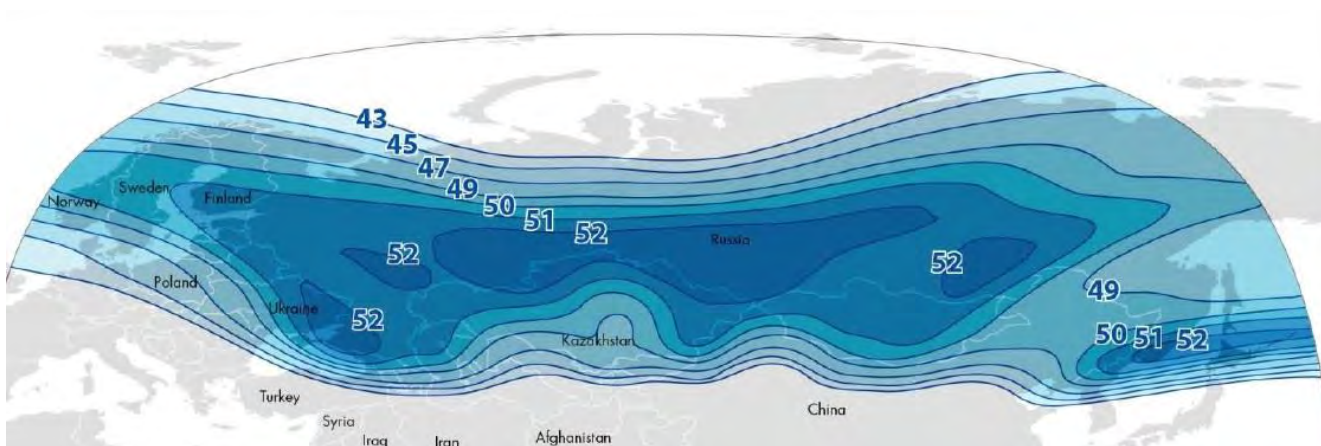 43
45
47
49
50
51
52
Sweden
Finland
Norway
Russia
52
52
Poland
Ukraine
52
49
Kazakhstan
50 51 52
Turkey
China
Syria
Iraq
Iran
Afghanistan